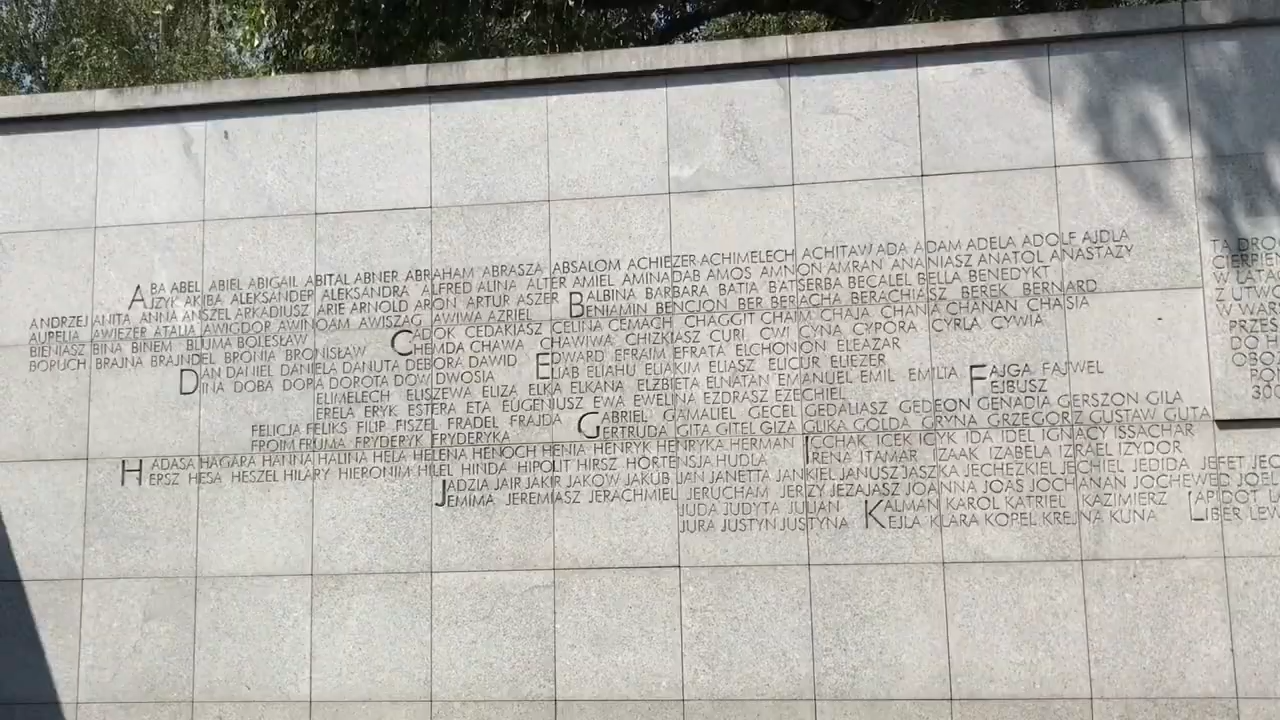 ABA ABEL ABIEL ABIGAIL ABITAL ABNER ABRAHAM ABRASZA ABSALOM ACHIEZER ACHIMELECH ACHITAW ADA ADAM ADELA ADOLF AJDLA
AJZYK AKIBA ALEKSANDER ALEKSANDRA ALFRED ALINA ALTER AMIEL AMINADAB AMOS AMNON AMRAN ANANIASZ ANATOL ANASTAZY
ANDRZEJ ANITA ANNA ANSZEL ARKADIUSZ ARIE ARNOLD ARON ARTUR ASZER BALBINA BARBARA BATIA BATSZERBA BECALEL BELLA BENEDYKT
AURELIA AWIEZER ATALIA AWIGDOR AWINOAM AWISZAG AWIWA AZRIEL BENIAMIN BENCION BER BERACHA BERACHIASZ BEREK BERNARD
BIENIASZ BINA BINEM BLUMA BOLESŁAW CADOK CEDAKIASZ CELINA CEMACH CHAGGIT CHAIM CHAJA CHANA CHANAN CHAISIA
BORUCH BRAJNA BRAJNDEL BRONIA BRONISŁAW CHEMDA CHAWA CHAWIWA CHIZKIASZ CURI CWI CYNA CYPORA CYRLA CYWIA
DAN DANIEL DANIELA DANUTA DEBORA DAWID EDWARD EFRAIM EFRATA ELCHONON ELEAZAR
DINA DOBA DORA DOROTA DOW DWOSIA ELIAB ELIAHU ELIAKIM ELIASZ ELICUR ELIEZER
ELIMELECH ELISZEWA ELIZA ELKA ELKANA ELZBIETA ELNATAN EMANUEL EMIL EMILIA FAJGA FAJWEL
ERELA ERYK ESTERA ETA EUGENIUSZ EWA EWELINA EZDRASZ EZECHIEL FEJBUSZ
FELICJA FELIKS FILIP FISZEL FRADEL FRAJDA GABRIEL GAMALIEL GECEL GEDALIASZ GEDEON GENADIA GERSZON GILA
FROIM FRUMA FRYDERYK FRYDERYKA GERTRUDA GITA GITEL GIZA GLIKA GOLDA GRYNA GRZEGORZ GUSTAW GUTA
HADASA HAGARA HANNA HALINA HELA HELENA HENOCH HENIA HENRYK HENRYKA HERMAN ICCHAK ICEK ICYK IDA IDEL IGNACY ISSACHAR
HERSZ HESA HESZEL HILARY HIERONIM HILEL HINDA HIPOLIT HIRSZ HORTENSJA HUDLA IRENA ITAMAR IZAAK IZABELA IZRAEL IZYDOR
JADZIA JAIR JAKIR JAKOW JAKUB JAN JANETTA JANKIEL JANUSZ JASZKA JECHEZKIEL JECHIEL JEDIDA JEFET
JEMIMA JEREMIASZ JERACHMIEL JERUCHAM JERZY JEZAJASZ JOANNA JOAS JOCHANAN JOCHEWED JOEL
JUDA JUDYTA JULIAN KALMAN KAROL KATRIEL KAZIMIERZ LAPIDOT
JURA JUSTYN JUSTYNA KEJLA KLARA KOPEL KREJNA KUNA LIBER
TA
W
Z
W
DO